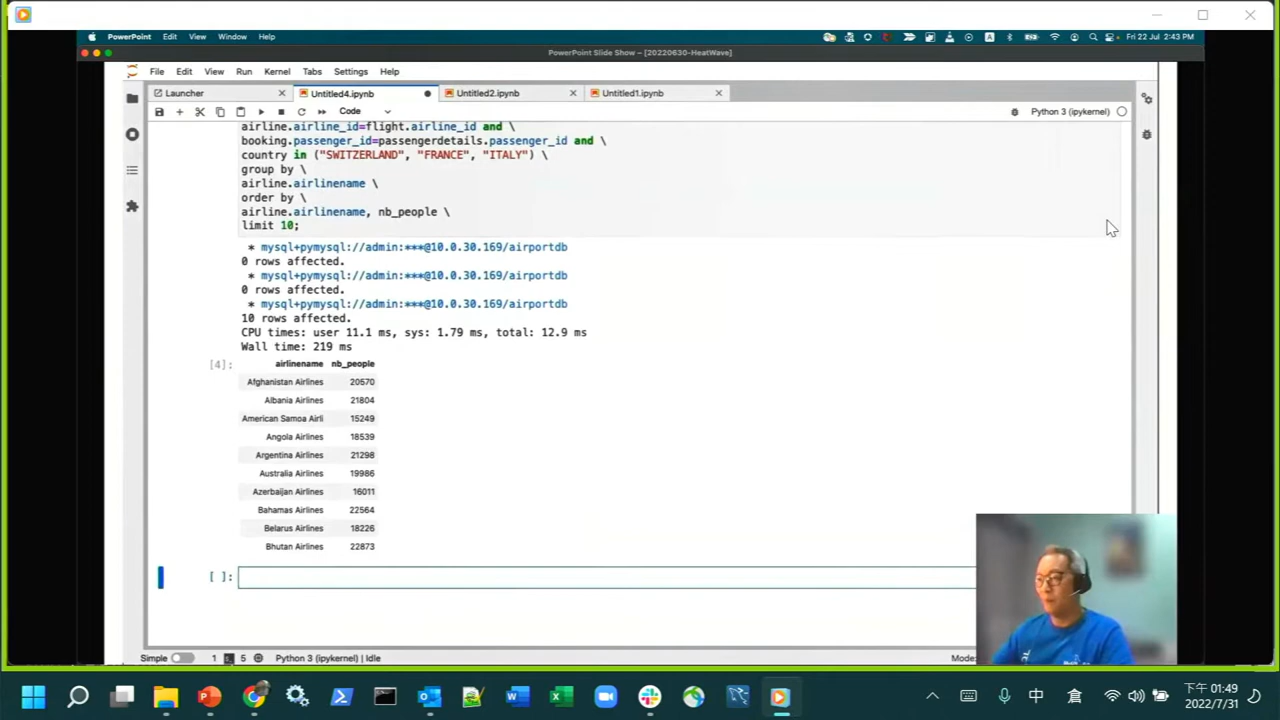 PowerPoint Edit View Window Help
Fri 22 Jul 2:43 PM
PowerPoint Slide Show – [20220630-HeatWave]
File Edit View Run Kernel Tabs Settings Help
Launcher
Untitled4.ipynb
Untitled2.ipynb
Untitled1.ipynb
Code
Python 3 (ipykernel)
airline.airline_id=flight.airline_id and \
booking.passenger_id=passengerdetails.passenger_id and \
country in ("SWITZERLAND", "FRANCE", "ITALY") \
group by \
airline.airlinename \
order by \
airline.airlinename, nb_people \
limit 10;
* mysql+pymysql://admin:***@10.0.30.169/airportdb
0 rows affected.
* mysql+pymysql://admin:***@10.0.30.169/airportdb
0 rows affected.
* mysql+pymysql://admin:***@10.0.30.169/airportdb
10 rows affected.
CPU times: user 11.1 ms, sys: 1.79 ms, total: 12.9 ms
Wall time: 219 ms
[4]: airlinename nb_people
Afghanistan Airlines 20570
Albania Airlines 21804
American Samoa Airli 15249
Angola Airlines 18539
Argentina Airlines 21298
Australia Airlines 19986
Azerbaijan Airlines 16011
Bahamas Airlines 22564
Belarus Airlines 18226
Bhutan Airlines 22873
[ ]:
Simple 1 5 Python 3 (ipykernel) | Idle
Mode:
中
下午 01:49
2022/7/31